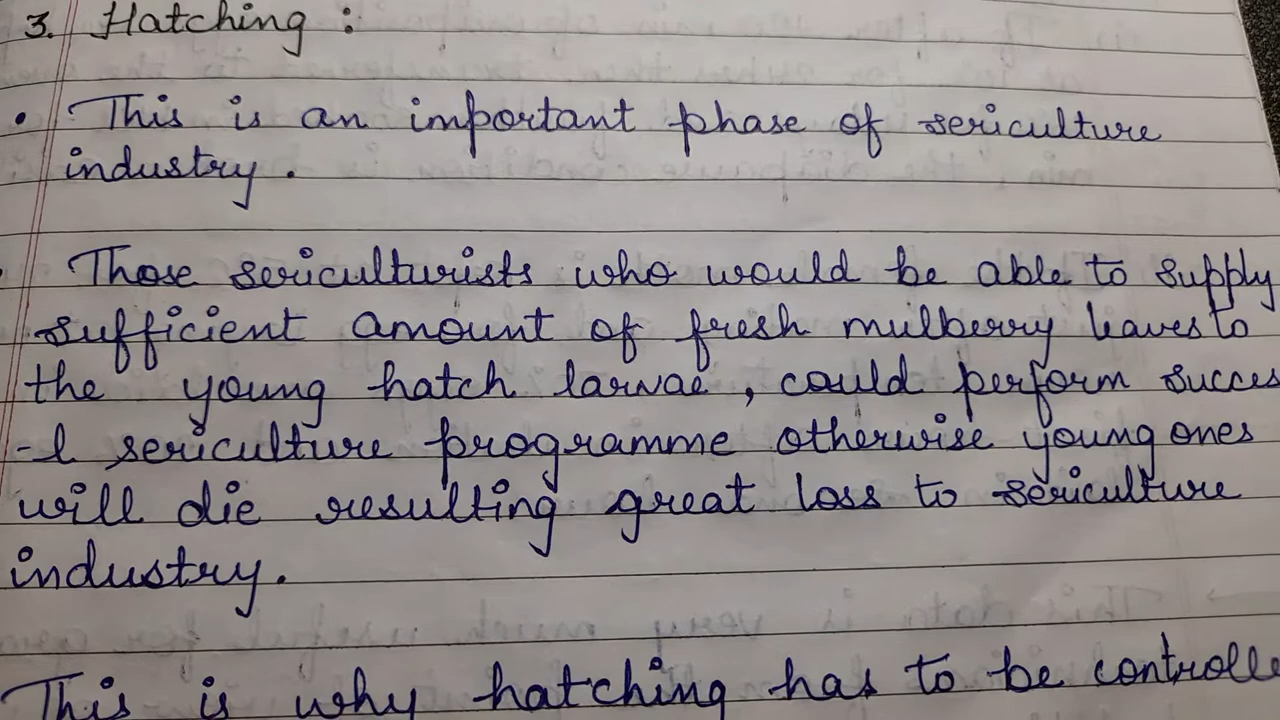 3. Hatching :
• This is an important phase of sericulture
industry.
• Those sericulturists who would be able to supply
sufficient amount of fresh mulberry leaves to
the young hatch larvae, could perform succes
-l sericulture programme otherwise young ones
will die resulting great loss to sericulture
industry.
This is why hatching has to be controlle